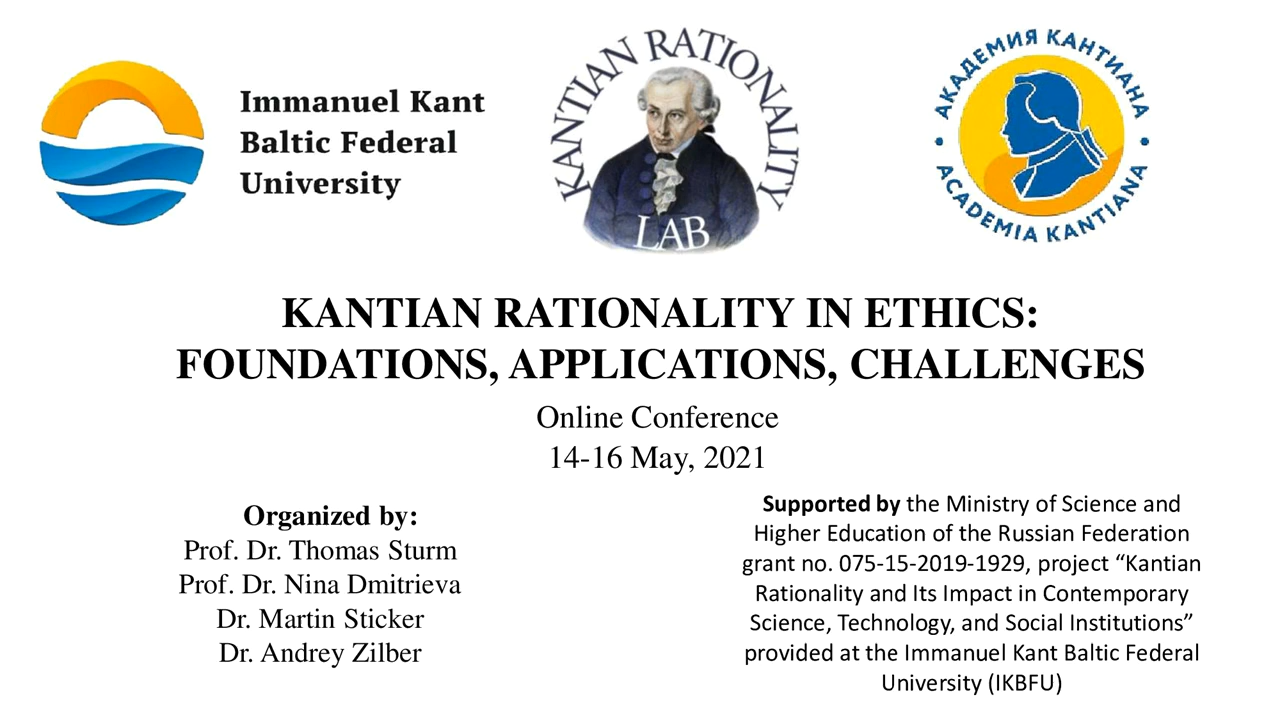 Immanuel Kant
Baltic Federal
University
KANTIAN RATIONALITY
LAB
АКАДЕМИЯ КАНТИАНА
ACADEMIA KANTIANA
KANTIAN RATIONALITY IN ETHICS:
FOUNDATIONS, APPLICATIONS, CHALLENGES
Online Conference
14-16 May, 2021
Organized by:
Prof. Dr. Thomas Sturm
Prof. Dr. Nina Dmitrieva
Dr. Martin Sticker
Dr. Andrey Zilber
Supported by the Ministry of Science and
Higher Education of the Russian Federation
grant no. 075-15-2019-1929, project “Kantian
Rationality and Its Impact in Contemporary
Science, Technology, and Social Institutions”
provided at the Immanuel Kant Baltic Federal
University (IKBFU)